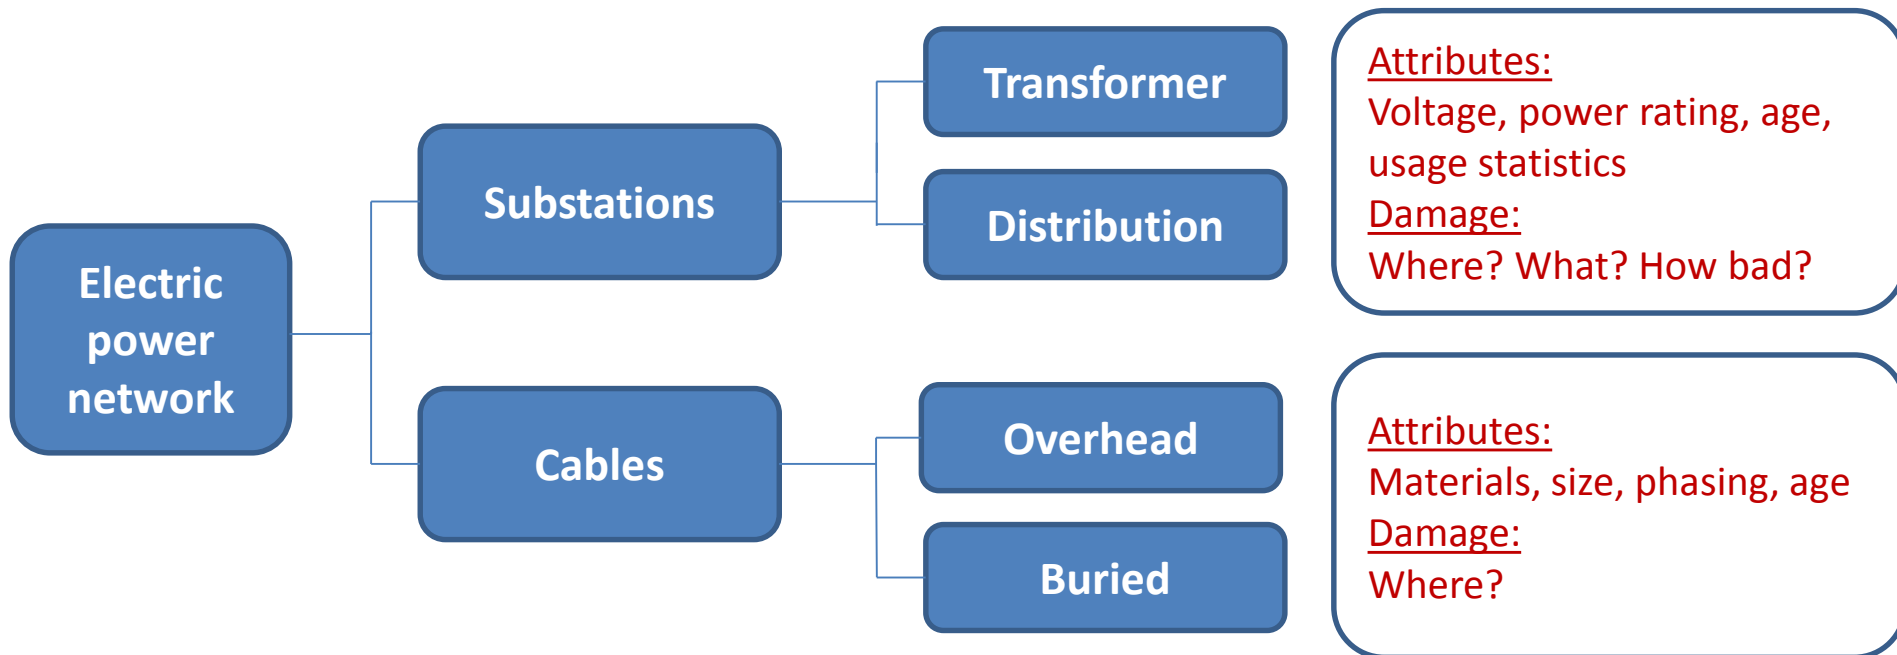 Electric
power
network
Substations
Cables
Transformer
Distribution
Overhead
Buried
Attributes:
Voltage, power rating, age,
usage statistics
Damage:
Where? What? How bad?
Attributes:
Materials, size, phasing, age
Damage:
Where?